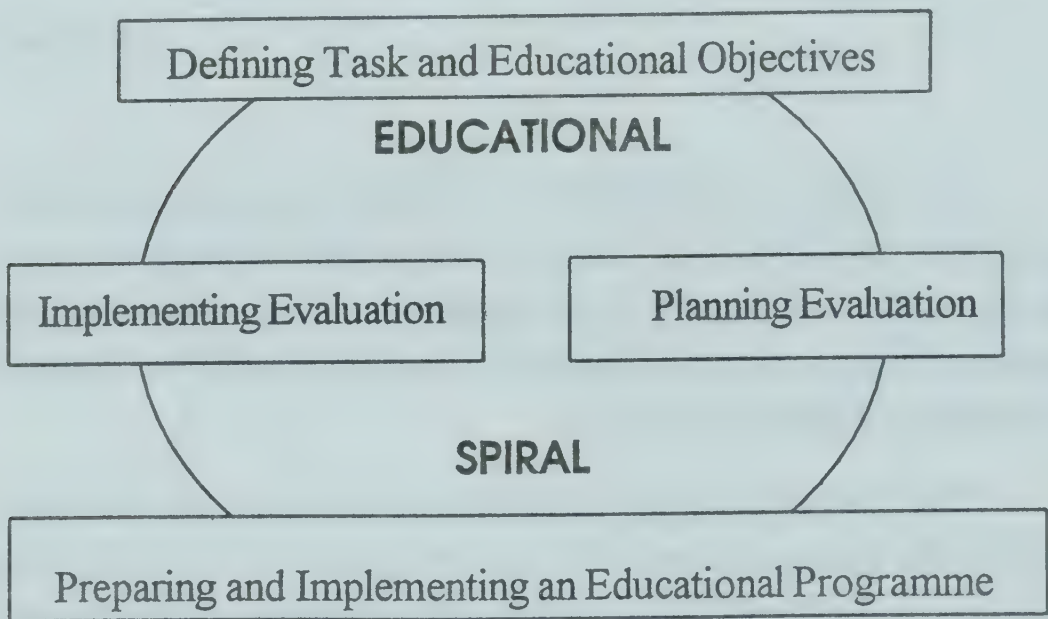 Defining Task and Educational Objectives
EDUCATIONAL
Implementing Evaluation
Planning Evaluation
SPIRAL
Preparing and Implementing an Educational Programme